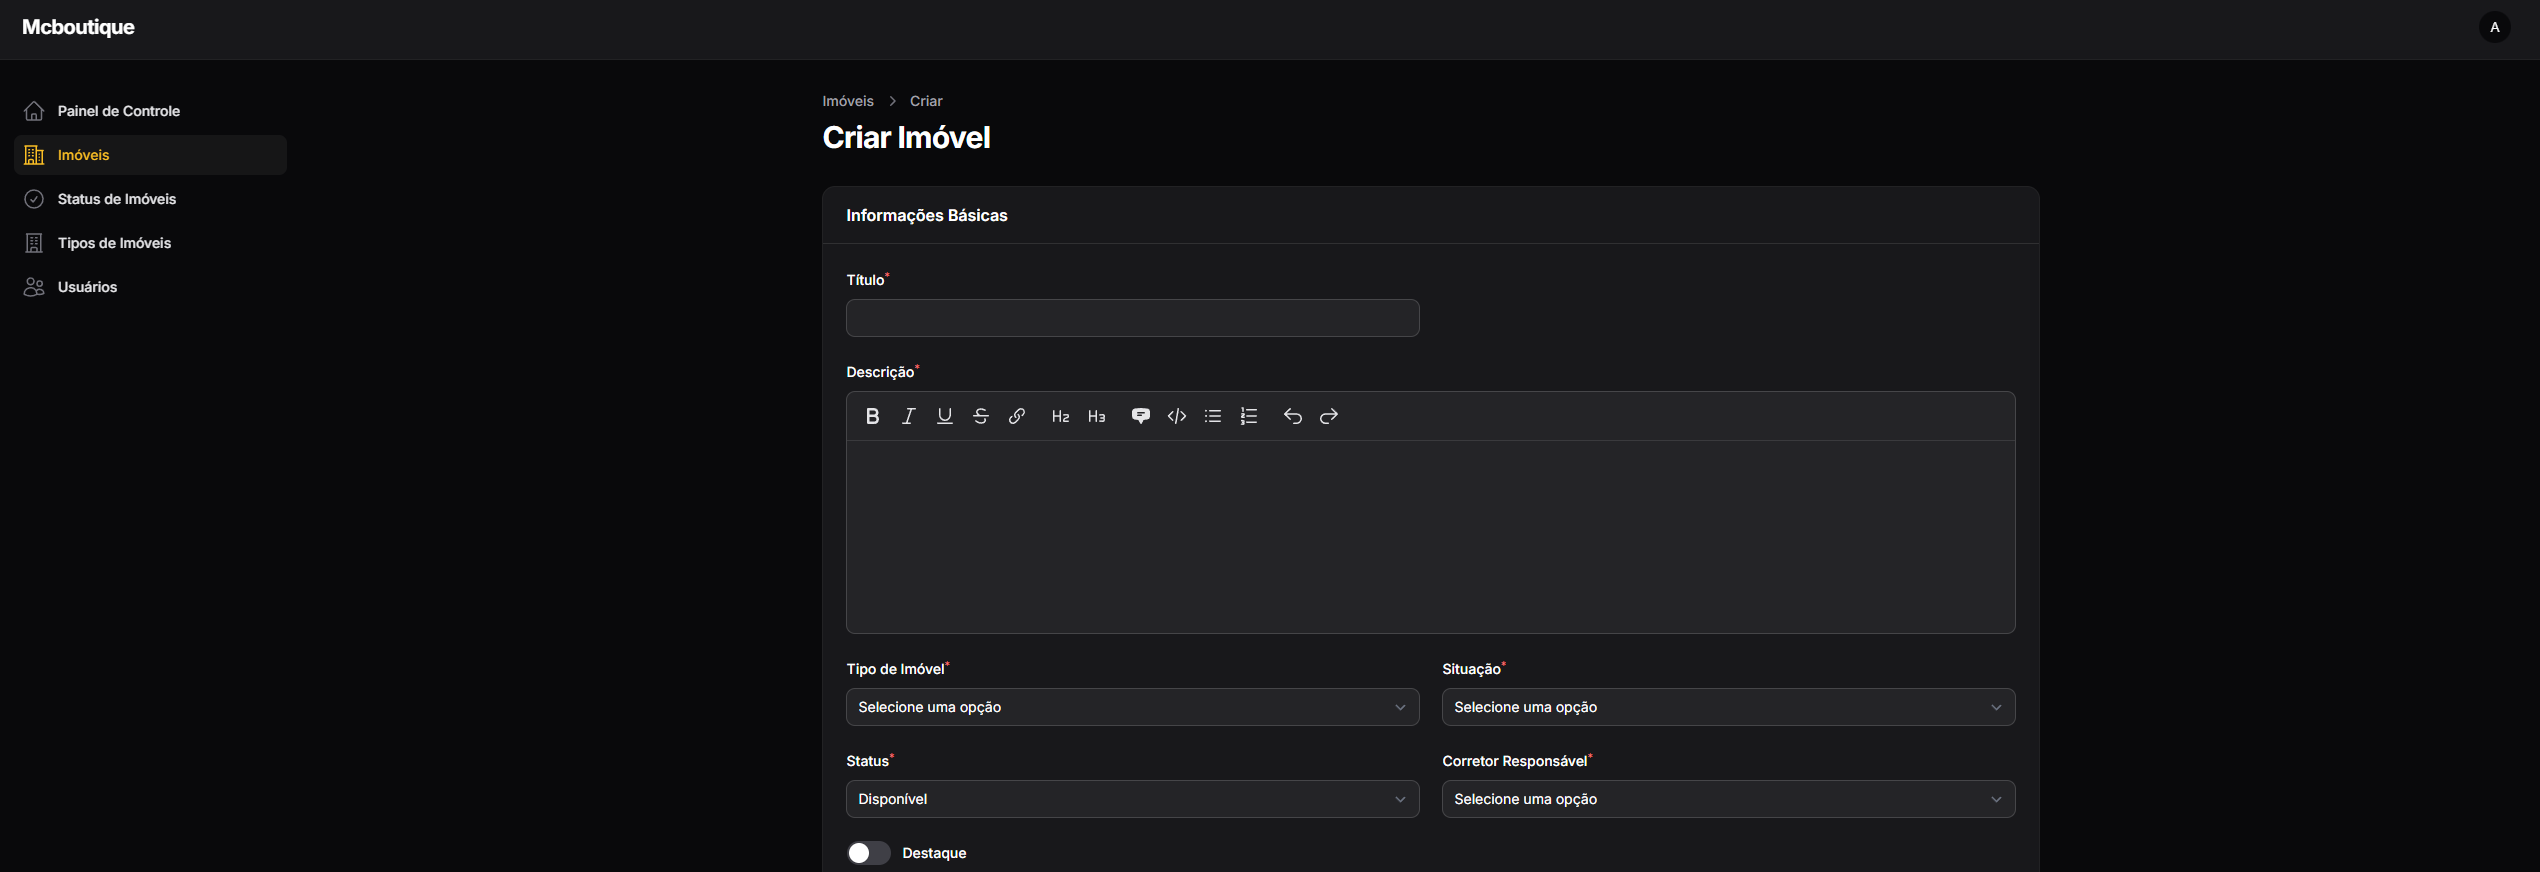 Mcboutique
A
Painel de Controle
Imóveis
Status de Imóveis
Tipos de Imóveis
Usuários
Imóveis > Criar
Criar Imóvel
Informações Básicas
Título*
Descrição*
B I U S H2 H3
Tipo de Imóvel*
Selecione uma opção
Situação*
Selecione uma opção
Status*
Disponível
Corretor Responsável*
Selecione uma opção
Destaque